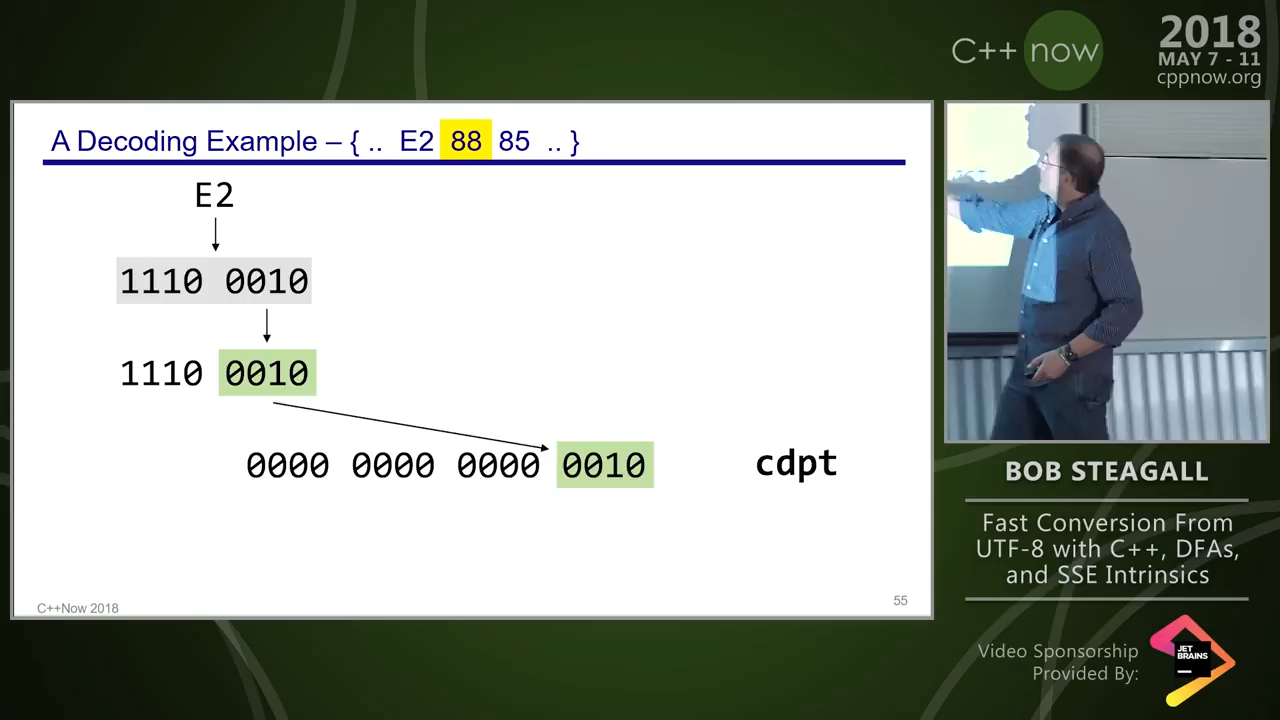 C++ now
2018
MAY 7 - 11
cppnow.org
A Decoding Example – { .. E2 88 85 .. }
E2
1110 0010
1110 0010
0000 0000 0000 0010 cdpt
C++Now 2018
55
BOB STEAGALL
Fast Conversion From
UTF-8 with C++, DFAs,
and SSE Intrinsics
Video Sponsorship
Provided By:
JET
BRAINS